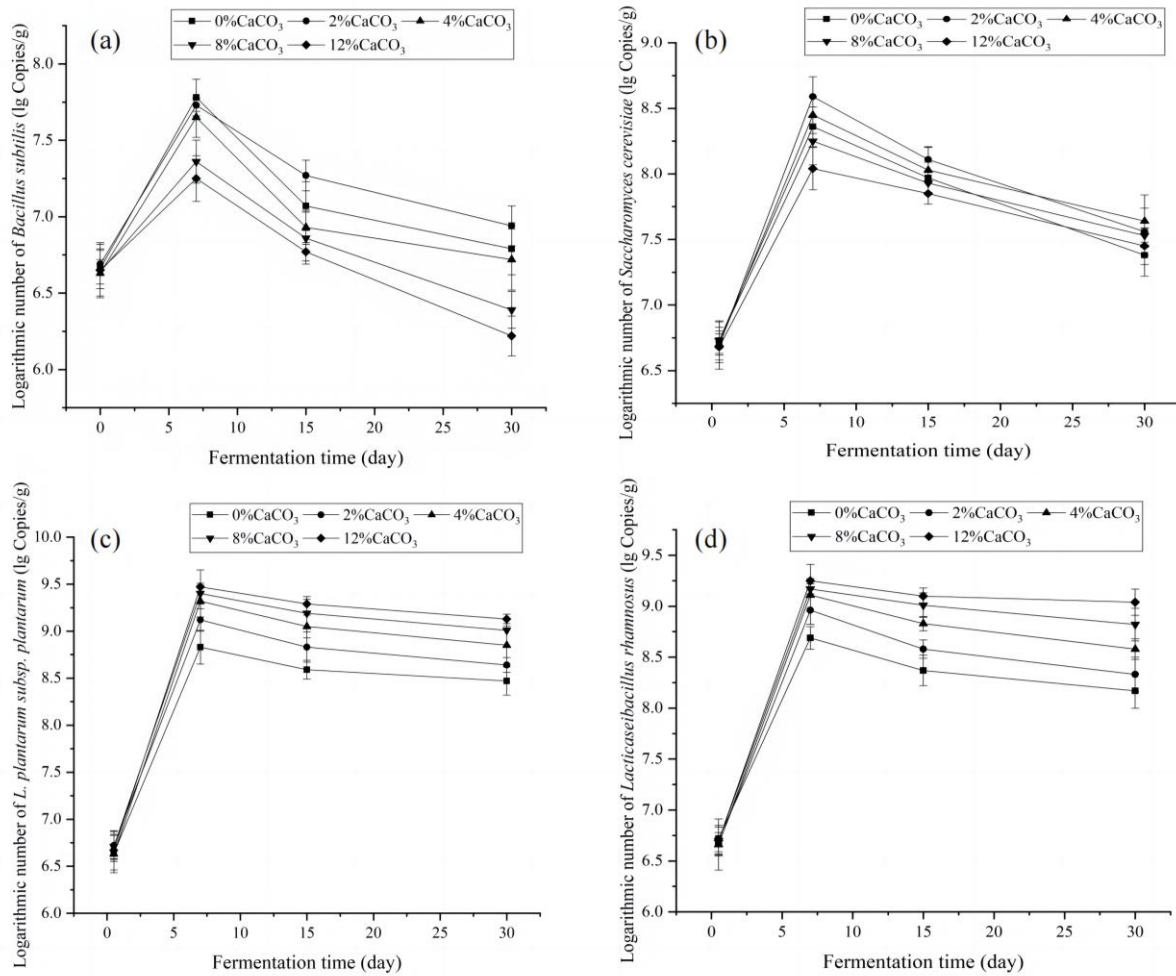 (a)
0%CaCO₃ 2%CaCO₃ 4%CaCO₃
8%CaCO₃ 12%CaCO₃
Logarithmic number of Bacillus subtilis (lg Copies/g)
8.0
7.5
7.0
6.5
6.0
0 5 10 15 20 25 30
Fermentation time (day)
(b)
0%CaCO₃ 2%CaCO₃ 4%CaCO₃
8%CaCO₃ 12%CaCO₃
Logarithmic number of Saccharomyces cerevisiae (lg Copies/g)
9.0
8.5
8.0
7.5
7.0
6.5
0 5 10 15 20 25 30
Fermentation time (day)
(c)
0%CaCO₃ 2%CaCO₃ 4%CaCO₃
8%CaCO₃ 12%CaCO₃
Logarithmic number of L. plantarum subsp. plantarum (lg Copies/g)
10.0
9.5
9.0
8.5
8.0
7.5
7.0
6.5
6.0
0 5 10 15 20 25 30
Fermentation time (day)
(d)
0%CaCO₃ 2%CaCO₃ 4%CaCO₃
8%CaCO₃ 12%CaCO₃
Logarithmic number of Lacticaseibacillus rhamnosus (lg Copies/g)
9.5
9.0
8.5
8.0
7.5
7.0
6.5
6.0
0 5 10 15 20 25 30
Fermentation time (day)